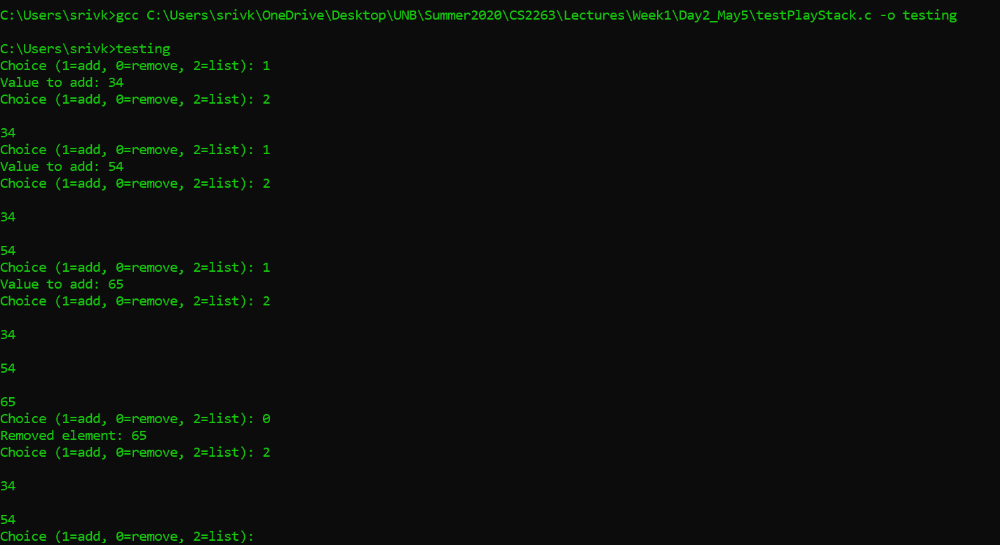 C:\Users\srivk>gcc C:\Users\srivk\OneDrive\Desktop\UNB\Summer2020\CS2263\Lectures\Week1\Day2_May5\testPlayStack.c -o testing
C:\Users\srivk>testing
Choice (1=add, 0=remove, 2=list): 1
Value to add: 34
Choice (1=add, 0=remove, 2=list): 2
34
Choice (1=add, 0=remove, 2=list): 1
Value to add: 54
Choice (1=add, 0=remove, 2=list): 2
34
54
Choice (1=add, 0=remove, 2=list): 1
Value to add: 65
Choice (1=add, 0=remove, 2=list): 2
34
54
65
Choice (1=add, 0=remove, 2=list): 0
Removed element: 65
Choice (1=add, 0=remove, 2=list): 2
34
54
Choice (1=add, 0=remove, 2=list):